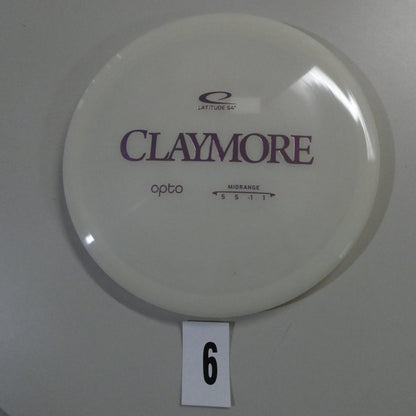 LATITUDE 64°
CLAYMORE
opto
MIDRANGE
5 5 -1 1
6